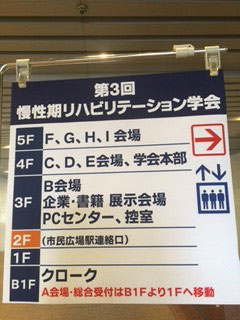 第3回
慢性期リハビリテーション学会
5F F、G、H、I 会場
4F C、D、E会場、学会本部
3F B会場
企業・書籍 展示会場
PCセンター、控室
2F (市民広場駅連絡口)
1F
B1F クローク
A会場・総合受付はB1Fより1Fへ移動